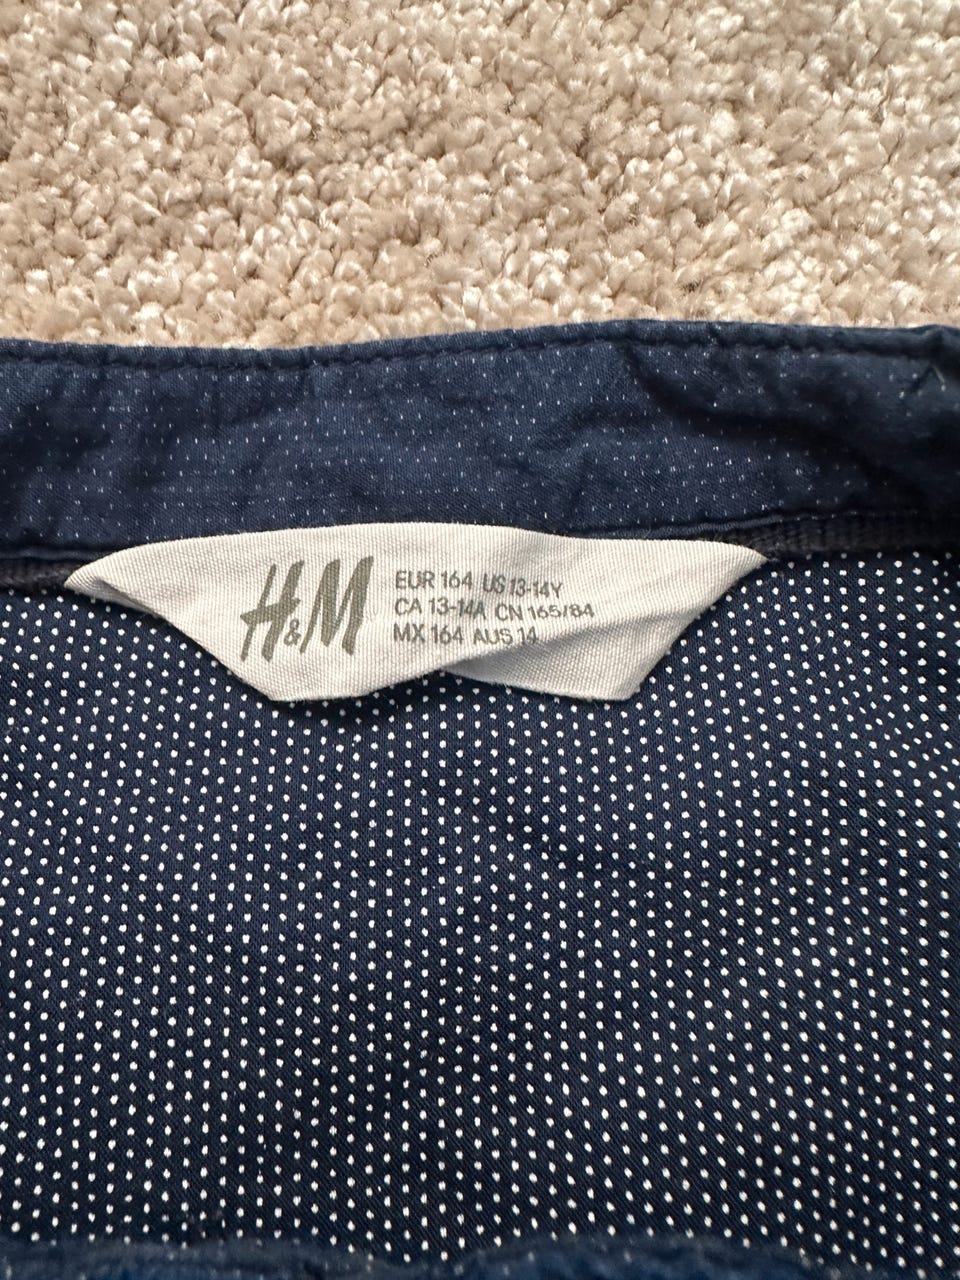 H&M
EUR 164 US 13-14Y
CA 13-14A CN 165/84
MX 164 AUS 14